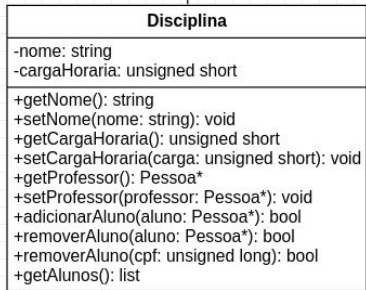 Disciplina
-nome: string
-cargaHoraria: unsigned short
+getNome(): string
+setNome(nome: string): void
+getCargaHoraria(): unsigned short
+setCargaHoraria(carga: unsigned short): void
+getProfessor(): Pessoa*
+setProfessor(professor: Pessoa*): void
+adicionarAluno(aluno: Pessoa*): bool
+removerAluno(aluno: Pessoa*): bool
+removerAluno(cpf: unsigned long): bool
+getAlunos(): list